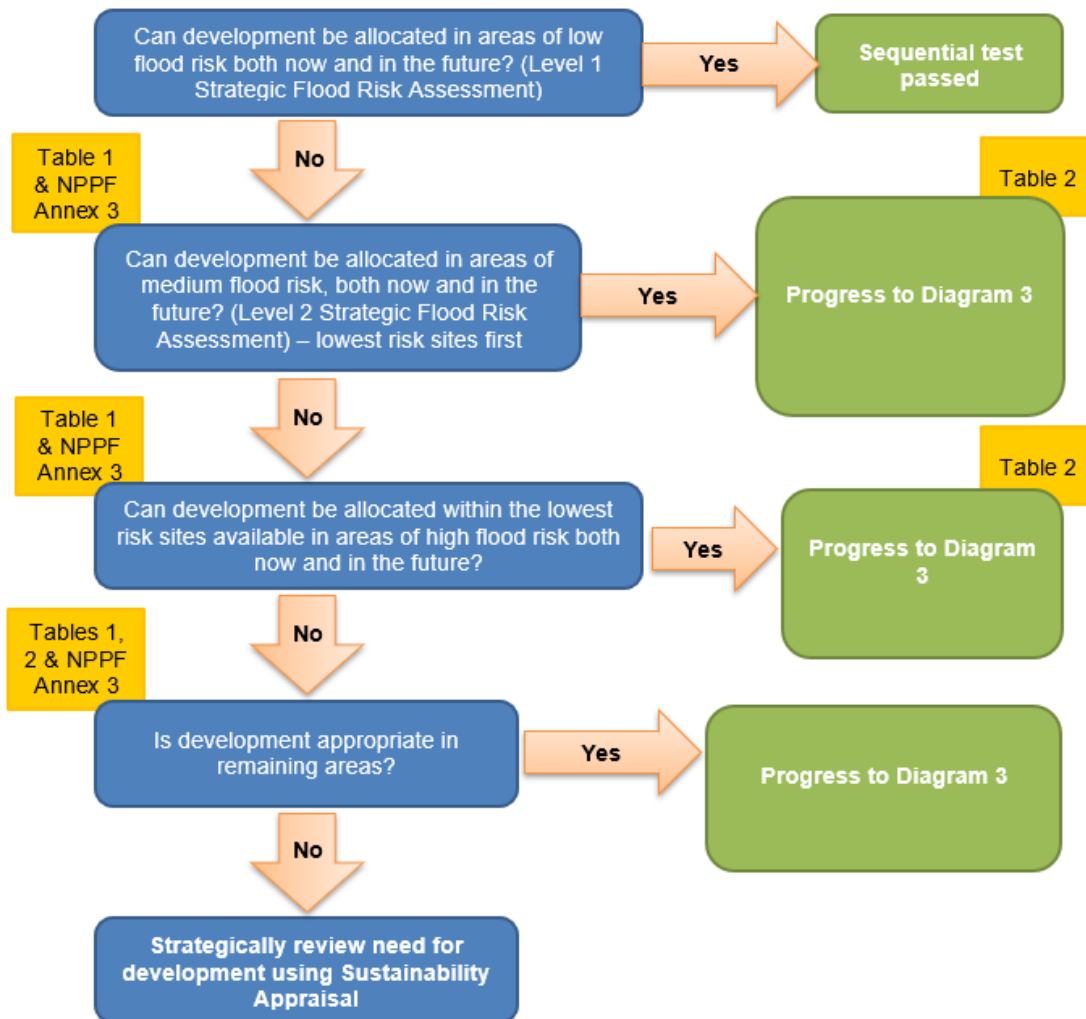 Can development be allocated in areas of low
flood risk both now and in the future? (Level 1
Strategic Flood Risk Assessment)
Yes
Sequential test
passed
No
Table 1
& NPPF
Annex 3
Table 2
Can development be allocated in areas of
medium flood risk, both now and in the
future? (Level 2 Strategic Flood Risk
Assessment) – lowest risk sites first
Yes
Progress to Diagram 3
No
Table 1
& NPPF
Annex 3
Table 2
Can development be allocated within the lowest
risk sites available in areas of high flood risk both
now and in the future?
Yes
Progress to Diagram
3
No
Tables 1,
2 & NPPF
Annex 3
Is development appropriate in
remaining areas?
Yes
Progress to Diagram 3
No
Strategically review need for
development using Sustainability
Appraisal